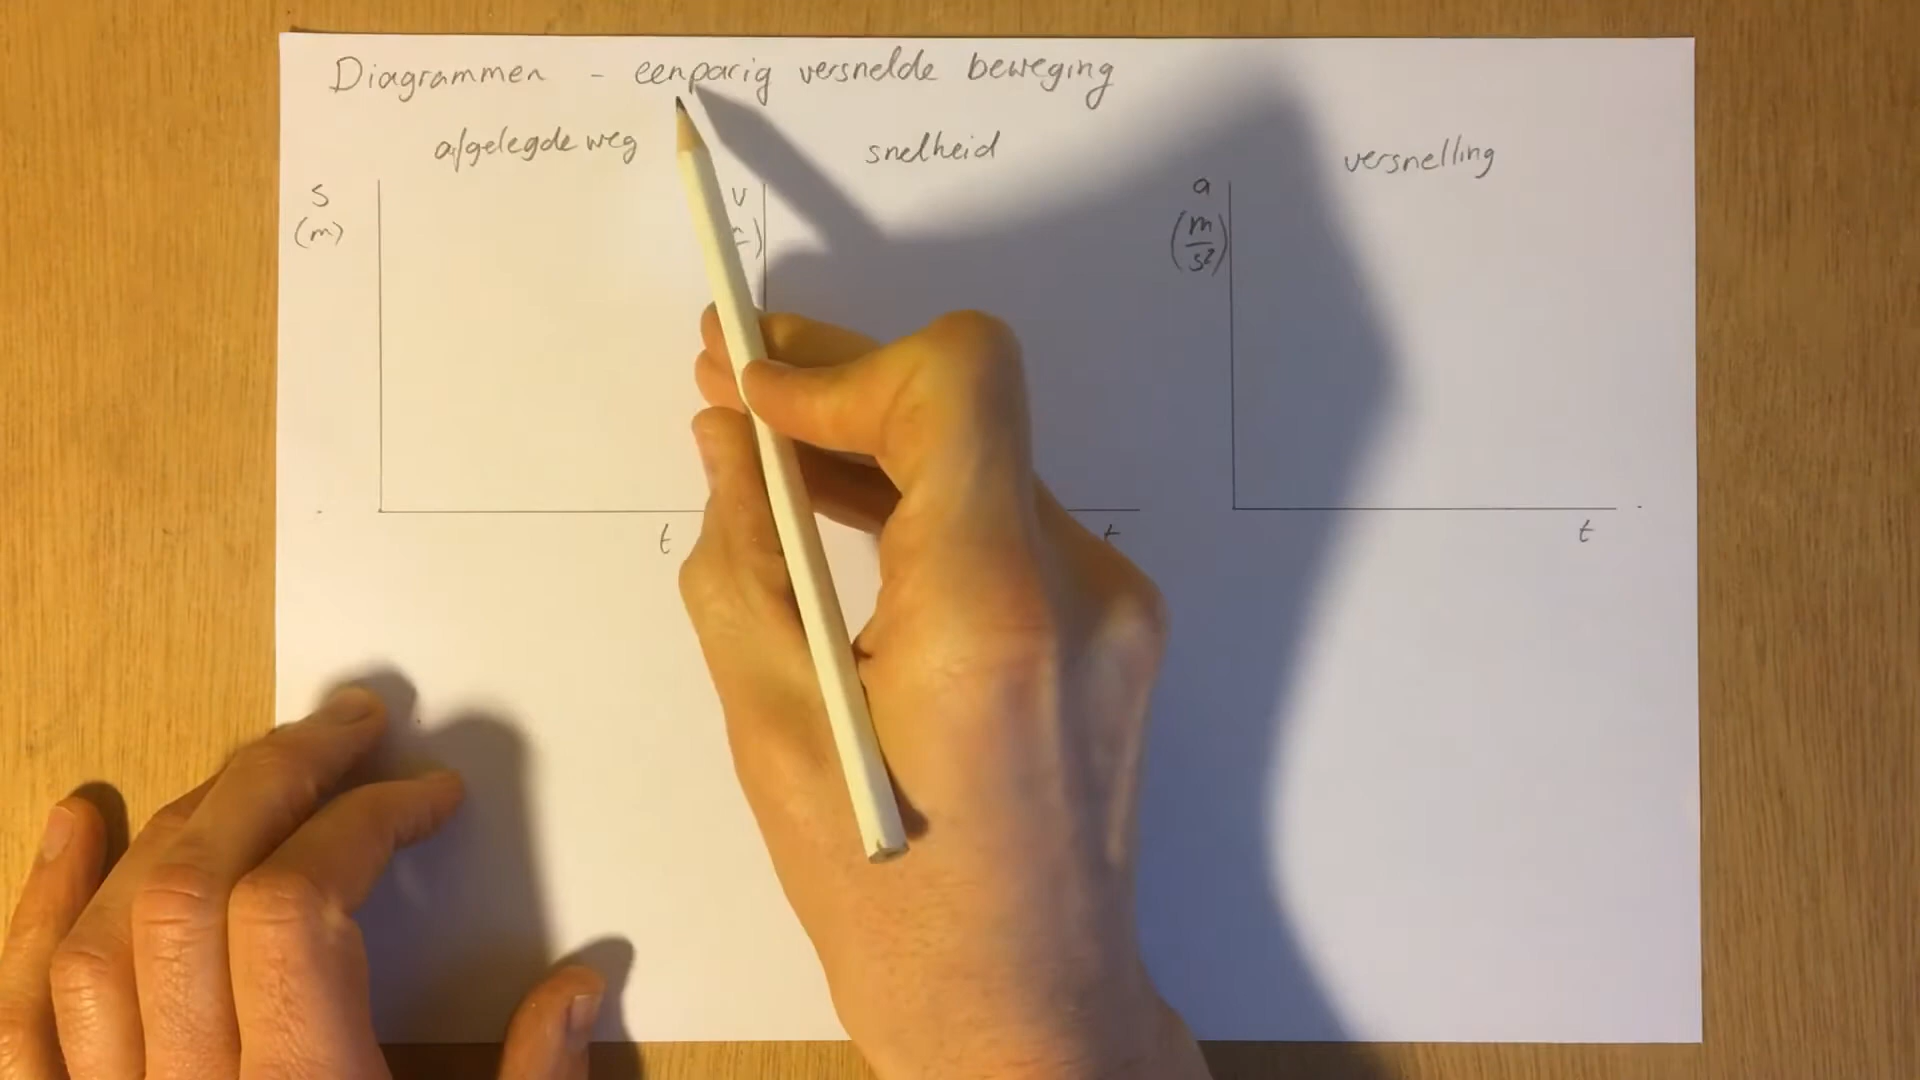 Diagrammen - eenparig versnelde beweging
afgelegde weg
snelheid
versnelling
s
(m)
t
v
t
a
(m/s²)
t